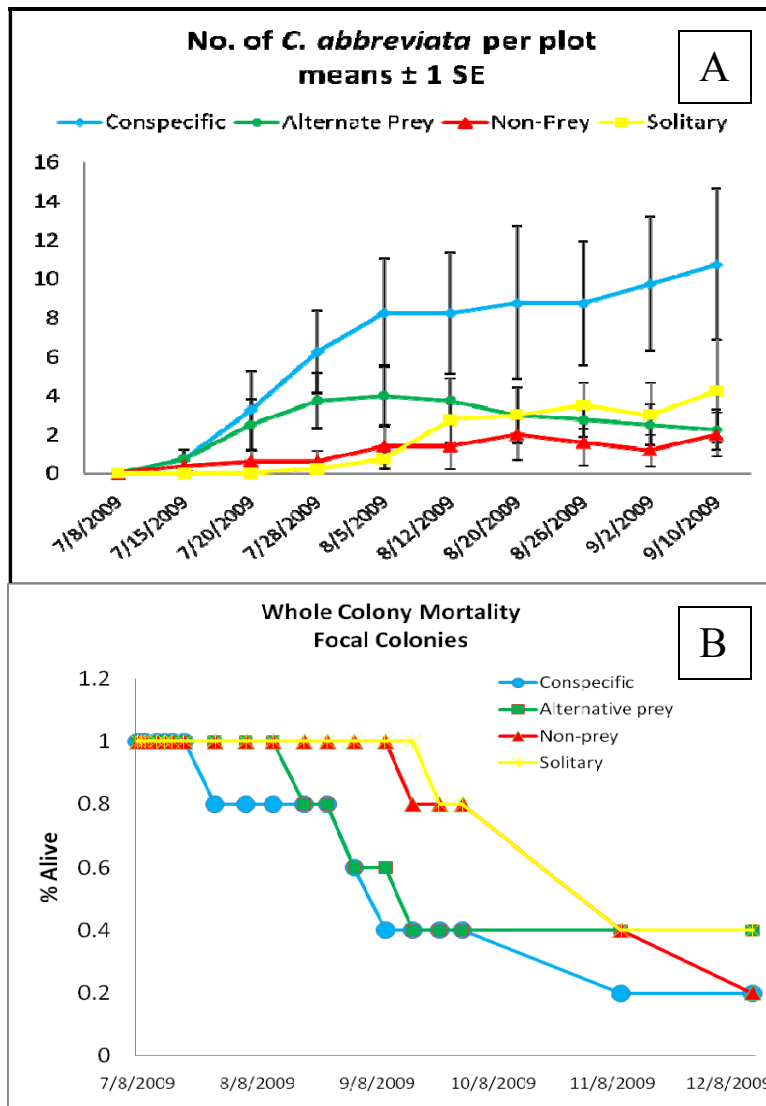 No. of C. abbreviata per plot
means ± 1 SE
A
Conspecific Alternate Prey Non-Prey Solitary
16
14
12
10
8
6
4
2
0
7/8/2009 7/15/2009 7/20/2009 7/28/2009 8/5/2009 8/12/2009 8/20/2009 8/26/2009 9/2/2009 9/10/2009
Whole Colony Mortality
Focal Colonies
B
Conspecific
Alternative prey
Non-prey
Solitary
% Alive
1.2
1
0.8
0.6
0.4
0.2
0
7/8/2009 8/8/2009 9/8/2009 10/8/2009 11/8/2009 12/8/2009